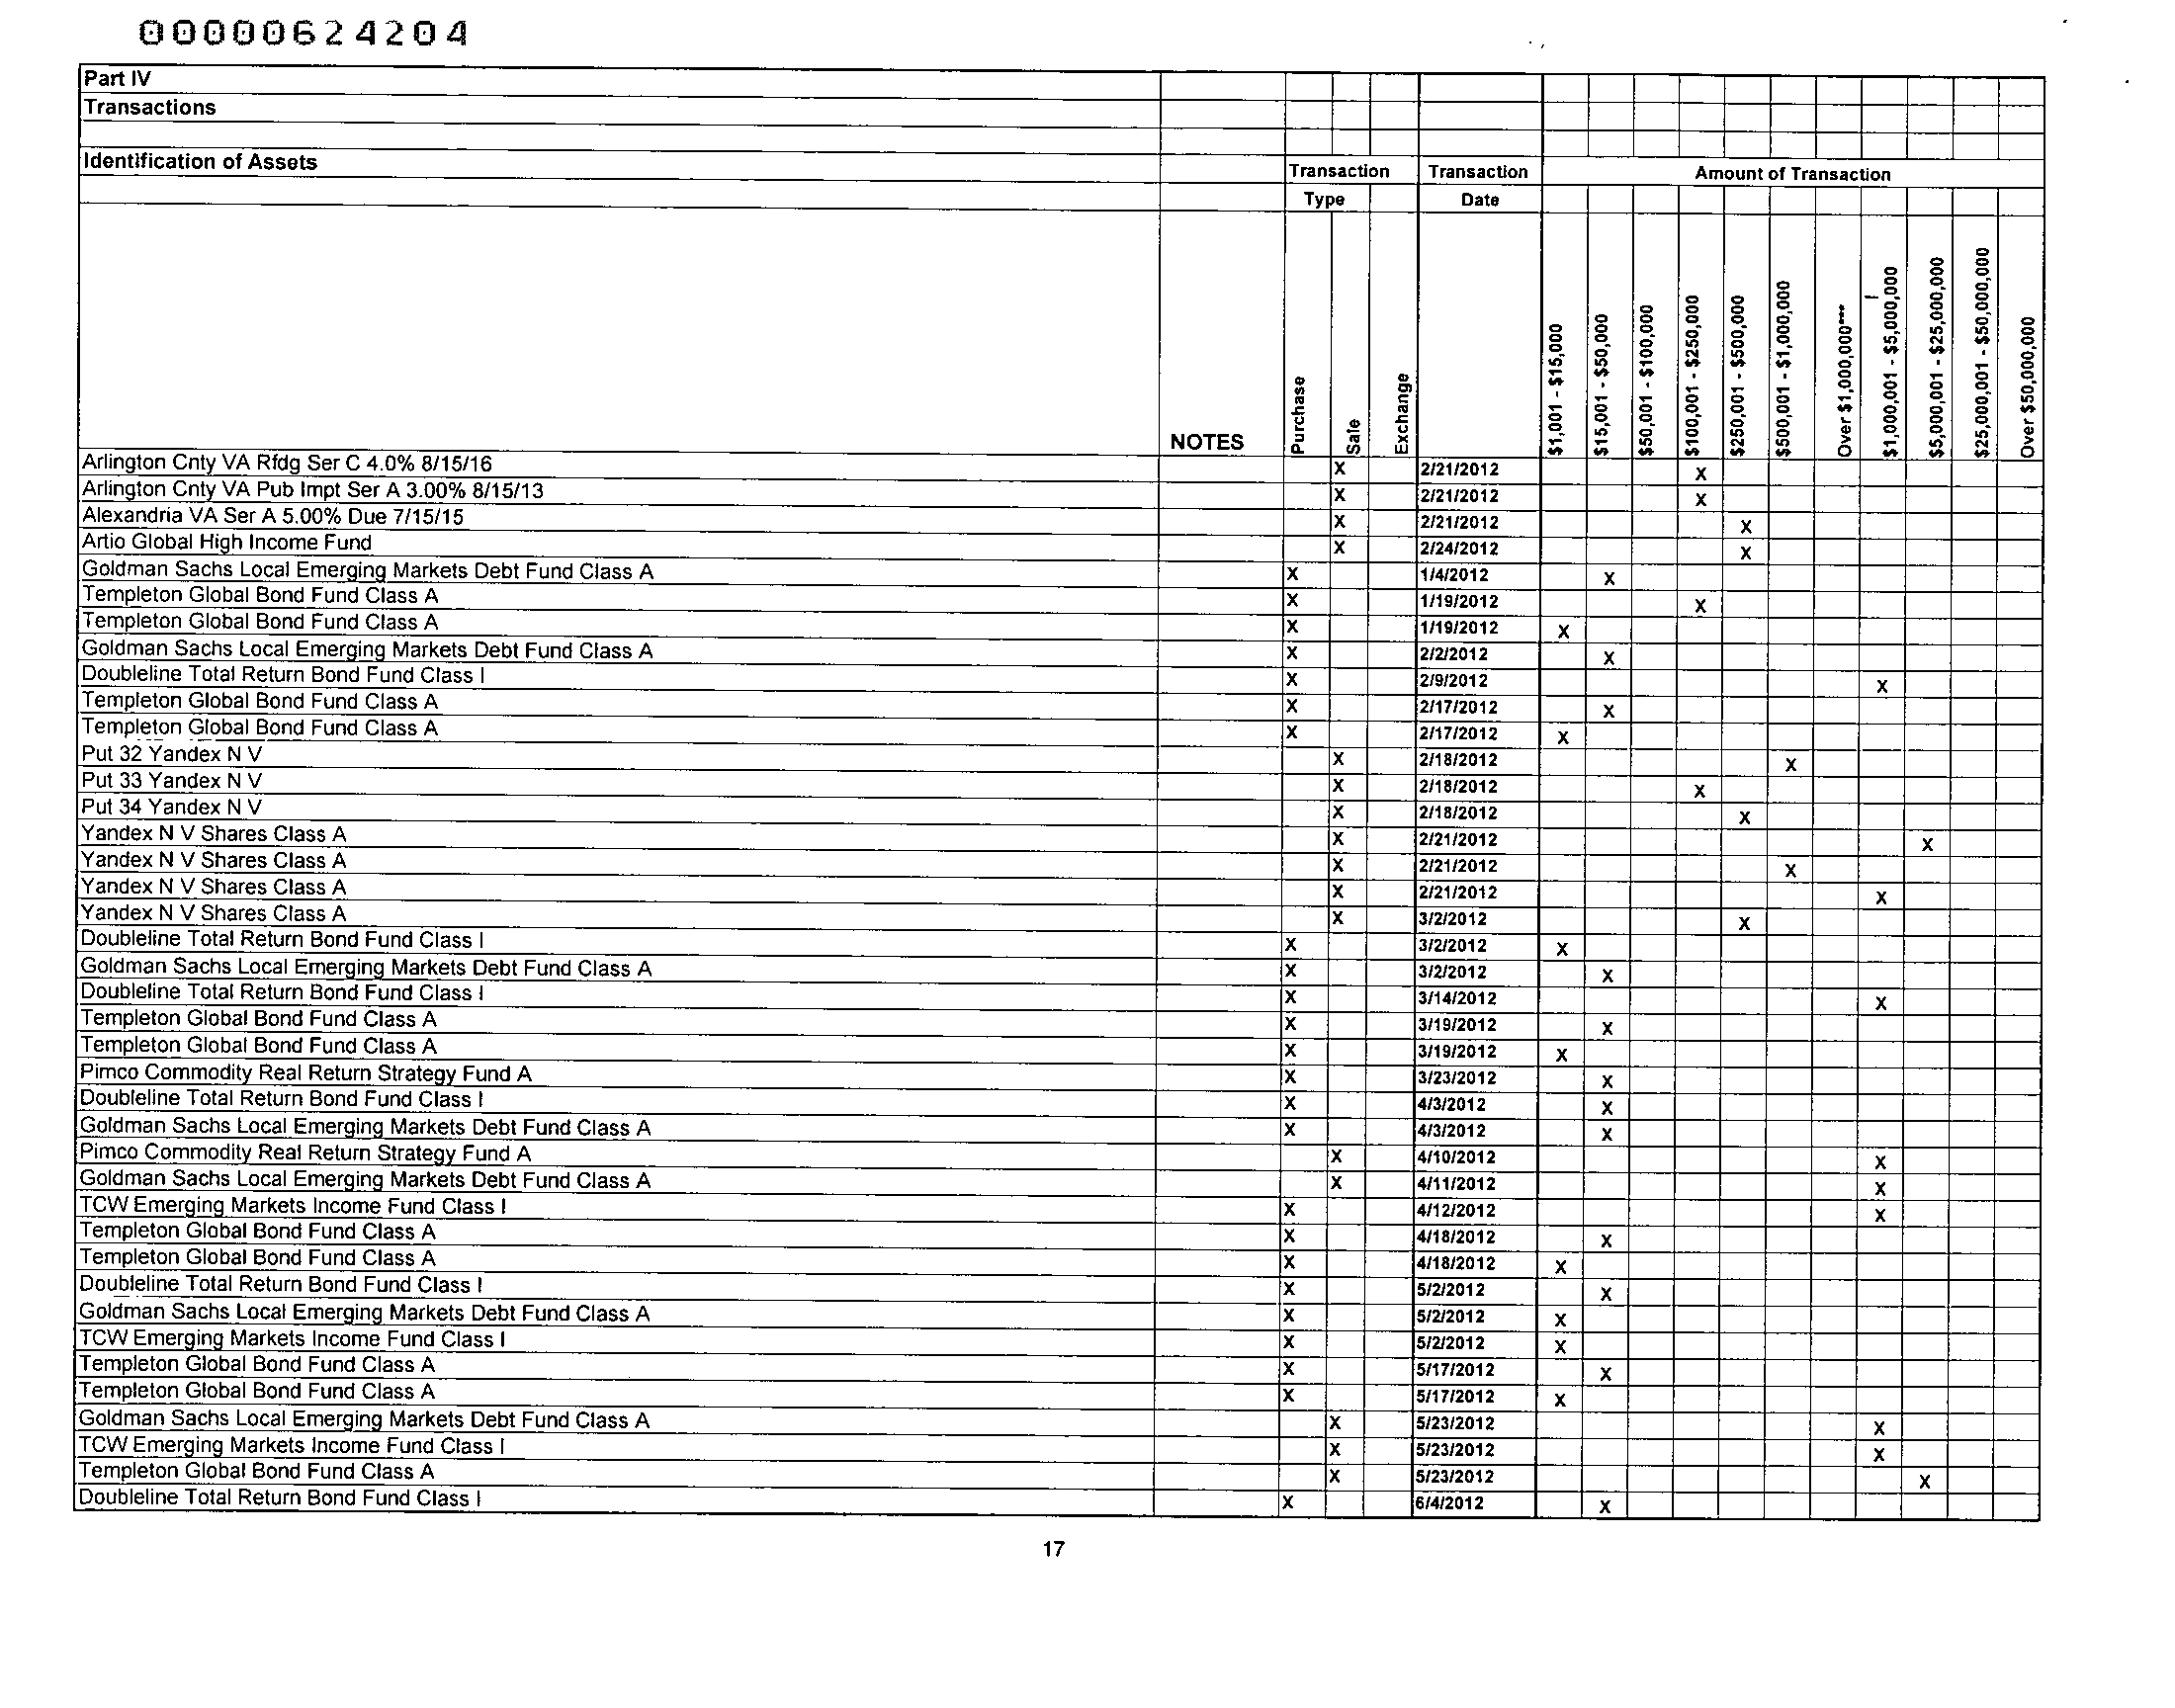 00000624204
Part IV
Transactions
Identification of Assets
Transaction Transaction Amount of Transaction
Type Date
NOTES Purchase Sale Exchange $1,001 - $15,000 $15,001 - $50,000 $50,001 - $100,000 $100,001 - $250,000 $250,001 - $500,000 $500,001 - $1,000,000 Over $1,000,000*** $1,000,001 - $5,000,000 $5,000,001 - $25,000,000 $25,000,001 - $50,000,000 Over $50,000,000
Arlington Cnty VA Rfdg Ser C 4.0% 8/15/16 X 2/21/2012 X
Arlington Cnty VA Pub Impt Ser A 3.00% 8/15/13 X 2/21/2012 X
Alexandria VA Ser A 5.00% Due 7/15/15 X 2/21/2012 X
Artio Global High Income Fund X 2/24/2012 X
Goldman Sachs Local Emerging Markets Debt Fund Class A X 1/4/2012 X
Templeton Global Bond Fund Class A X 1/19/2012 X
Templeton Global Bond Fund Class A X 1/19/2012 X
Goldman Sachs Local Emerging Markets Debt Fund Class A X 2/2/2012 X
Doubleline Total Return Bond Fund Class I X 2/9/2012 X
Templeton Global Bond Fund Class A X 2/17/2012 X
Templeton Global Bond Fund Class A X 2/17/2012 X
Put 32 Yandex N V X 2/18/2012 X
Put 33 Yandex N V X 2/18/2012 X
Put 34 Yandex N V X 2/18/2012 X
Yandex N V Shares Class A X 2/21/2012 X
Yandex N V Shares Class A X 2/21/2012 X
Yandex N V Shares Class A X 2/21/2012 X
Yandex N V Shares Class A X 3/2/2012 X
Doubleline Total Return Bond Fund Class I X 3/2/2012 X
Goldman Sachs Local Emerging Markets Debt Fund Class A X 3/2/2012 X
Doubleline Total Return Bond Fund Class I X 3/14/2012 X
Templeton Global Bond Fund Class A X 3/19/2012 X
Templeton Global Bond Fund Class A X 3/19/2012 X
Pimco Commodity Real Return Strategy Fund A X 3/23/2012 X
Doubleline Total Return Bond Fund Class I X 4/3/2012 X
Goldman Sachs Local Emerging Markets Debt Fund Class A X 4/3/2012 X
Pimco Commodity Real Return Strategy Fund A X 4/10/2012 X
Goldman Sachs Local Emerging Markets Debt Fund Class A X 4/11/2012 X
TCW Emerging Markets Income Fund Class I X 4/12/2012 X
Templeton Global Bond Fund Class A X 4/18/2012 X
Templeton Global Bond Fund Class A X 4/18/2012 X
Doubleline Total Return Bond Fund Class I X 5/2/2012 X
Goldman Sachs Local Emerging Markets Debt Fund Class A X 5/2/2012 X
TCW Emerging Markets Income Fund Class I X 5/2/2012 X
Templeton Global Bond Fund Class A X 5/17/2012 X
Templeton Global Bond Fund Class A X 5/17/2012 X
Goldman Sachs Local Emerging Markets Debt Fund Class A X 5/23/2012 X
TCW Emerging Markets Income Fund Class I X 5/23/2012 X
Templeton Global Bond Fund Class A X 5/23/2012 X
Doubleline Total Return Bond Fund Class I X 6/4/2012 X
17